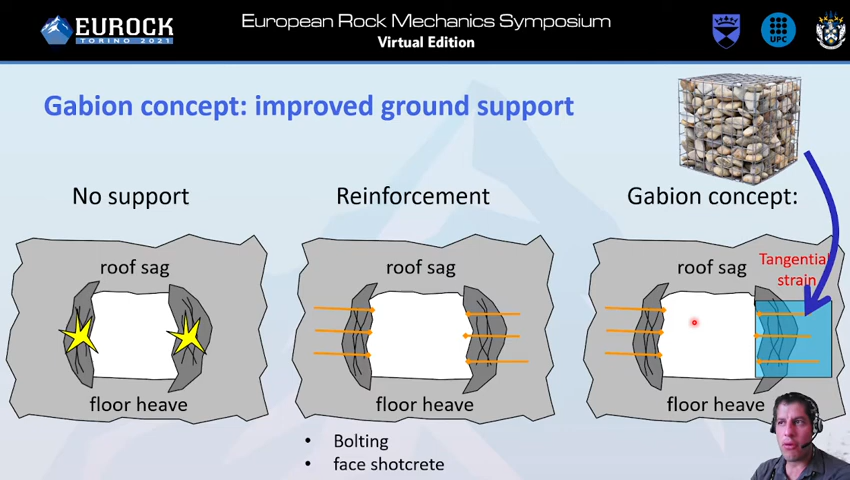 EUROCK
TORINO 2021
European Rock Mechanics Symposium
Virtual Edition
UPC
Gabion concept: improved ground support
No support
Reinforcement
Gabion concept:
roof sag
roof sag
roof sag
Tangential
strain
floor heave
floor heave
floor heave
• Bolting
• face shotcrete